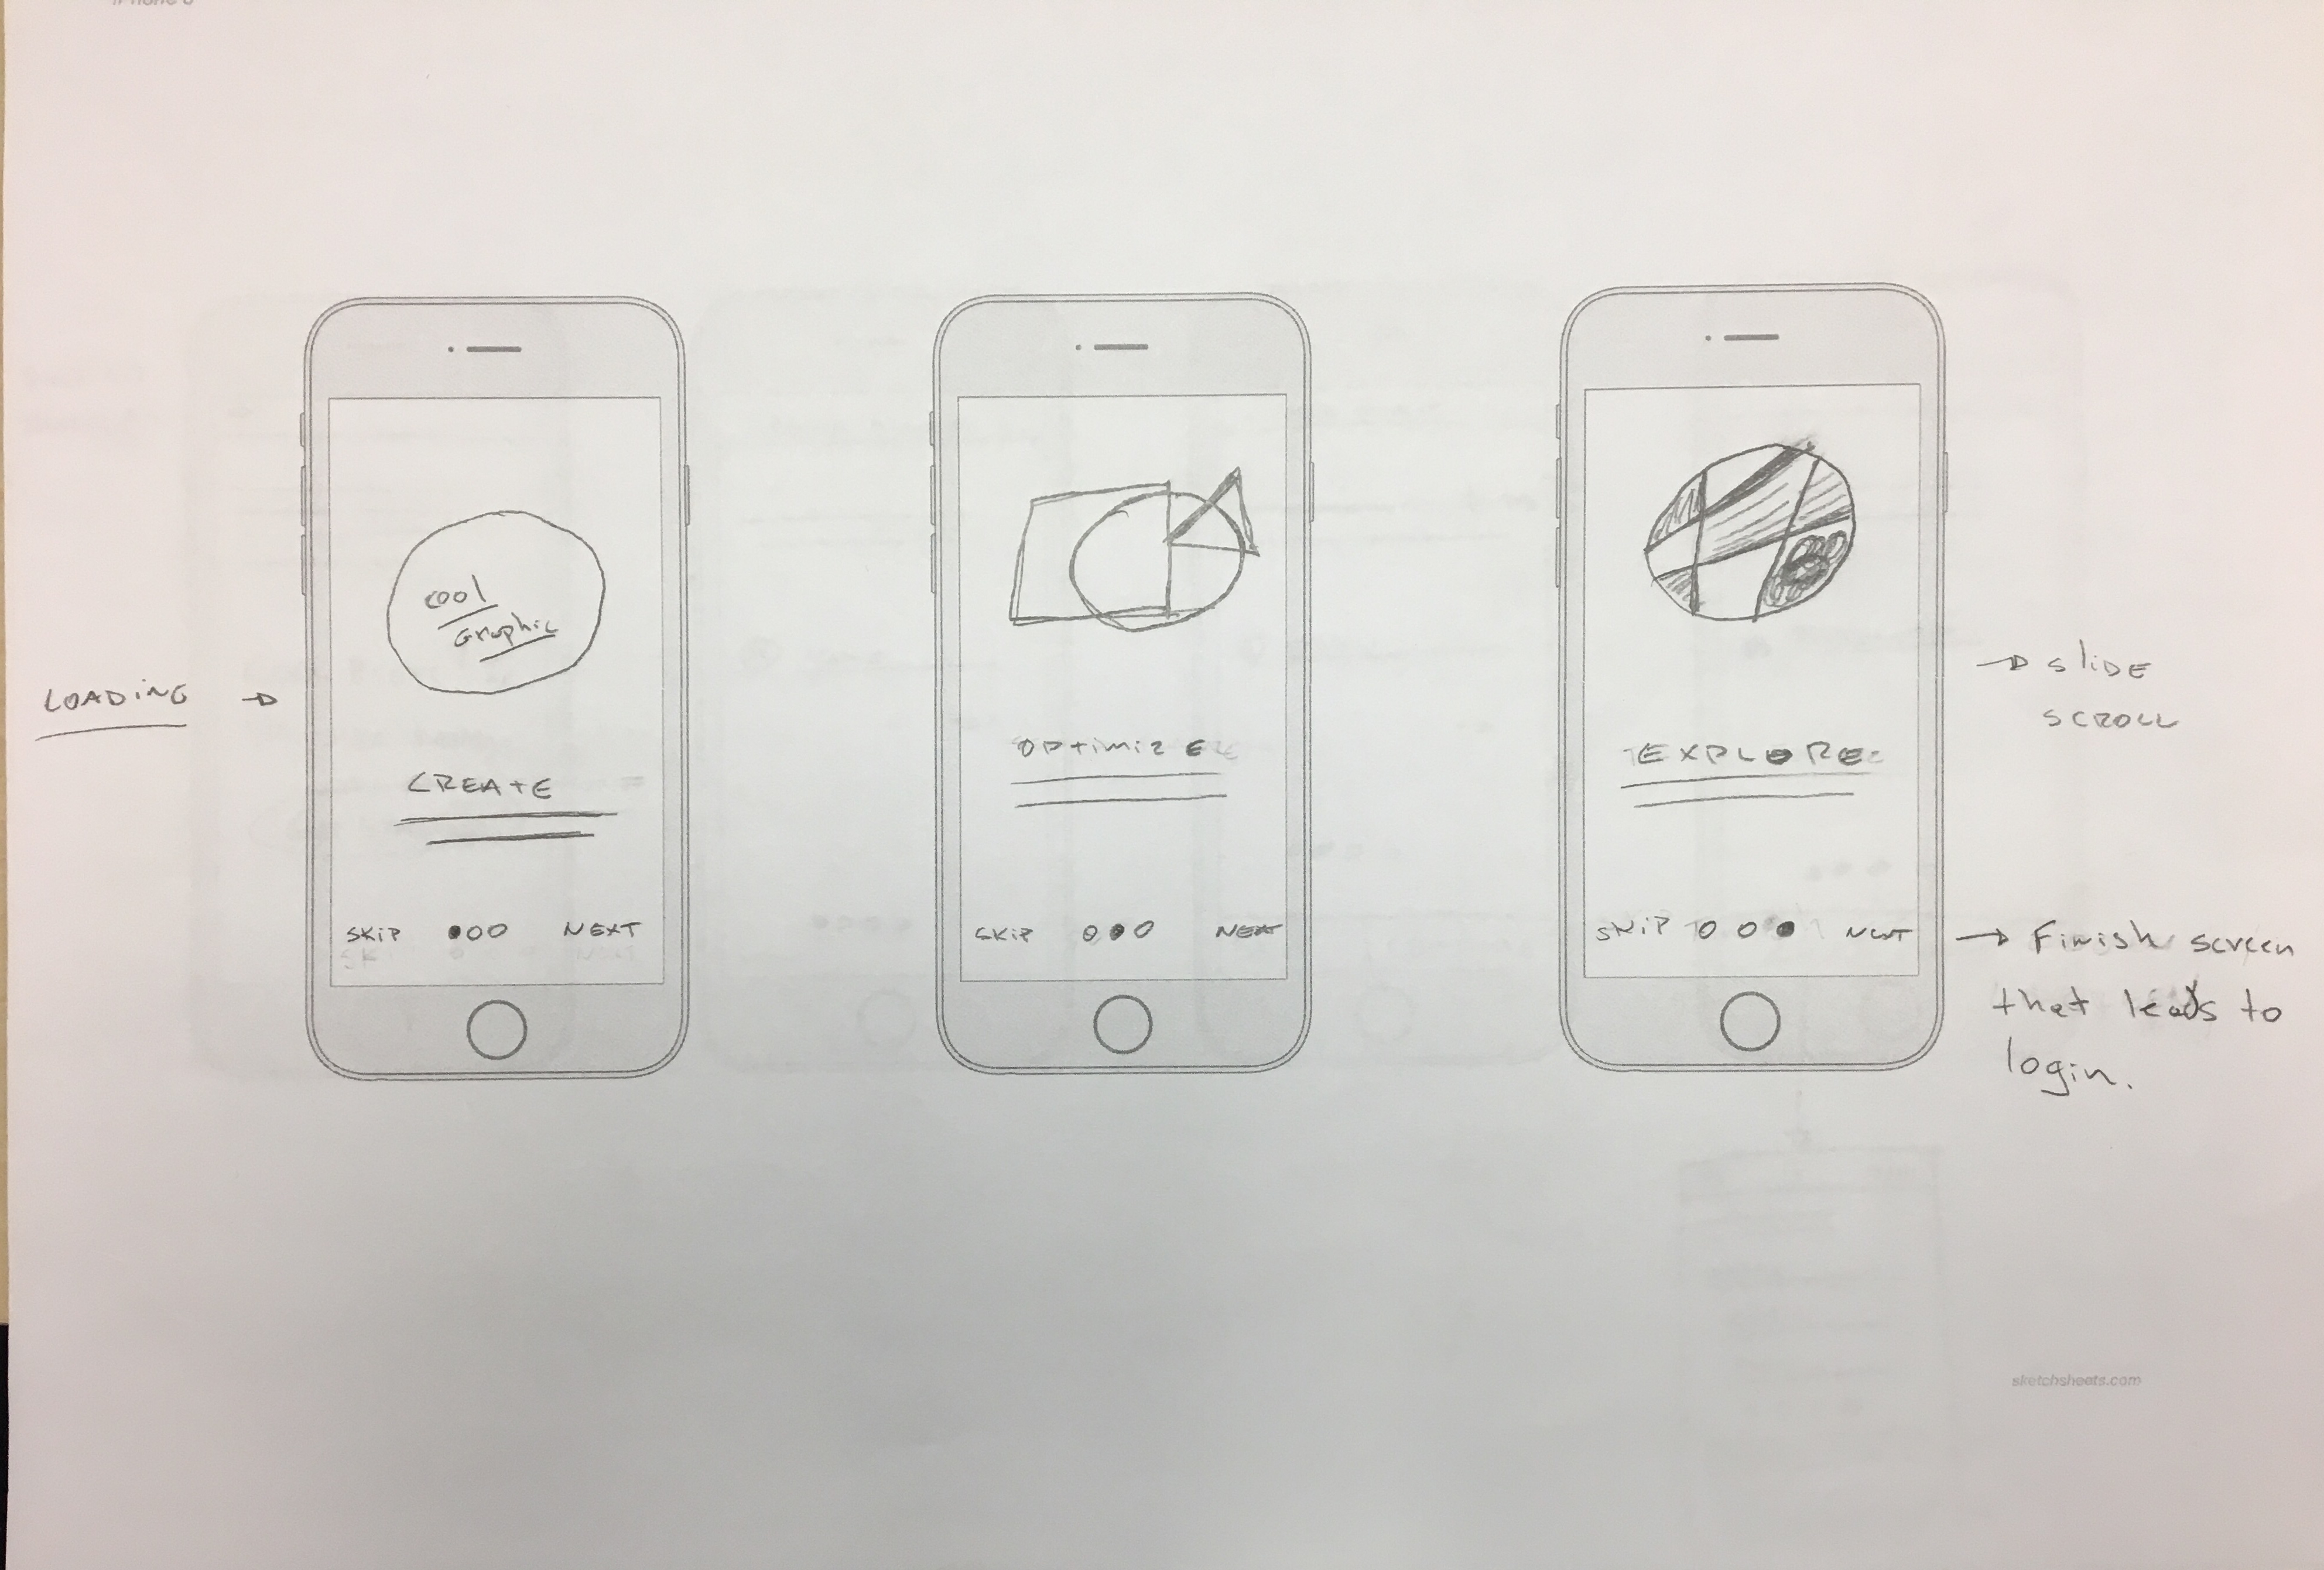 iPhone 6
LOADING
cool
Graphic
CREATE
SKIP
NEXT
OPTIMIZE
SKIP
NEXT
EXPLORE
SKIP
NEXT
SLIDE
SCROLL
Finish screen
that leads to
login.
sketchsheets.com